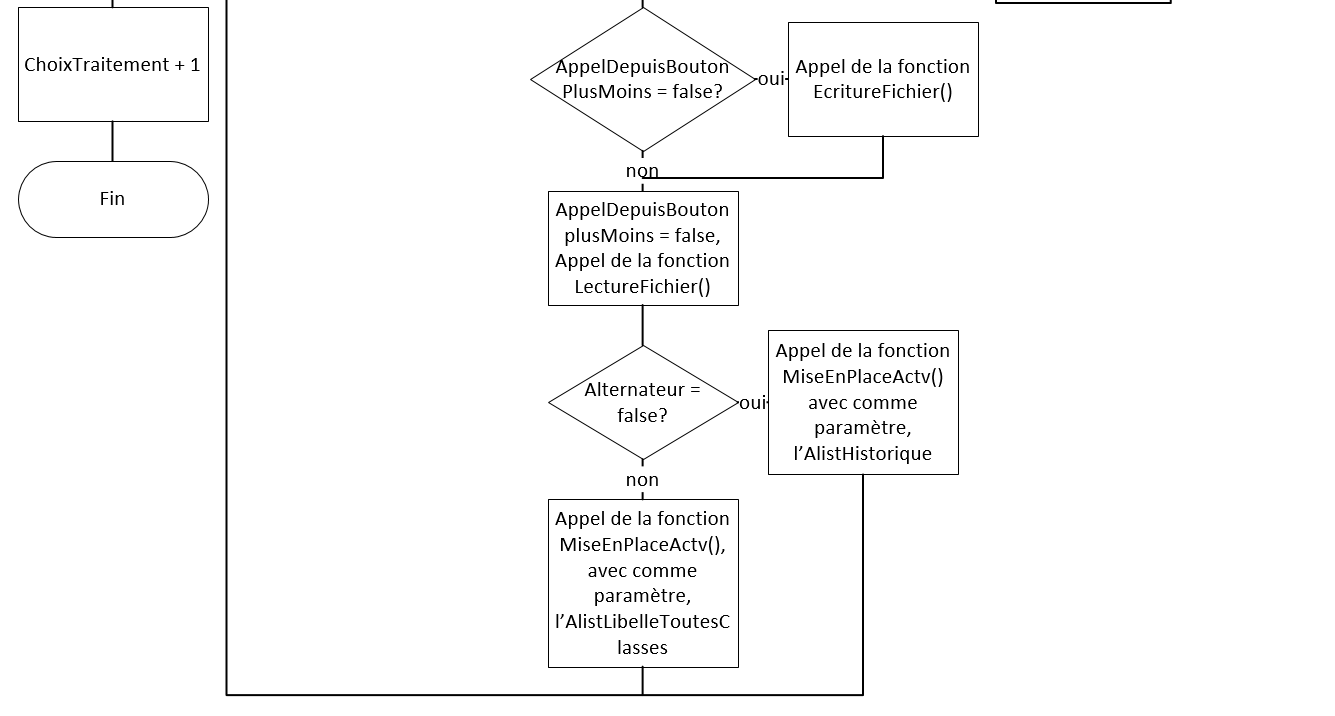 ChoixTraitement + 1
Fin
AppelDepuisBouton
PlusMoins = false?
oui
Appel de la fonction
EcritureFichier()
non
AppelDepuisBouton
plusMoins = false,
Appel de la fonction
LectureFichier()
Alternateur =
false?
oui
Appel de la fonction
MiseEnPlaceActv()
avec comme
paramètre,
l’AlistHistorique
non
Appel de la fonction
MiseEnPlaceActv(),
avec comme
paramètre,
l’AlistLibelleToutesC
lasses